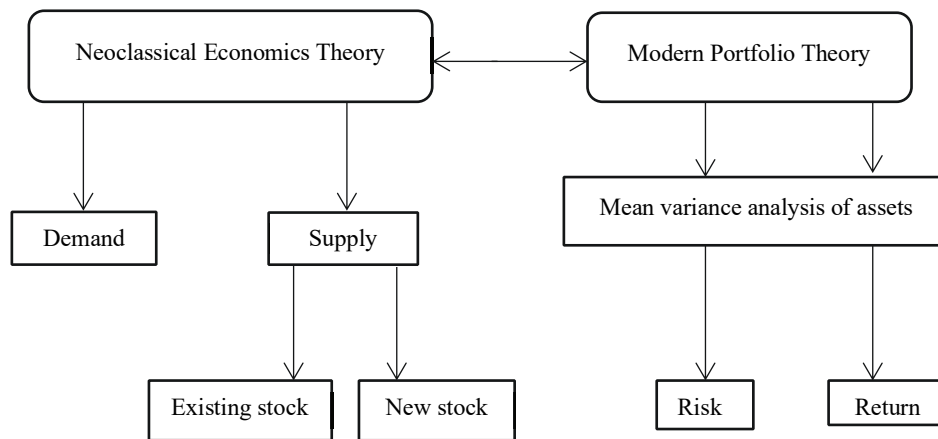 Neoclassical Economics Theory
Modern Portfolio Theory
Mean variance analysis of assets
Demand
Supply
Existing stock
New stock
Risk
Return